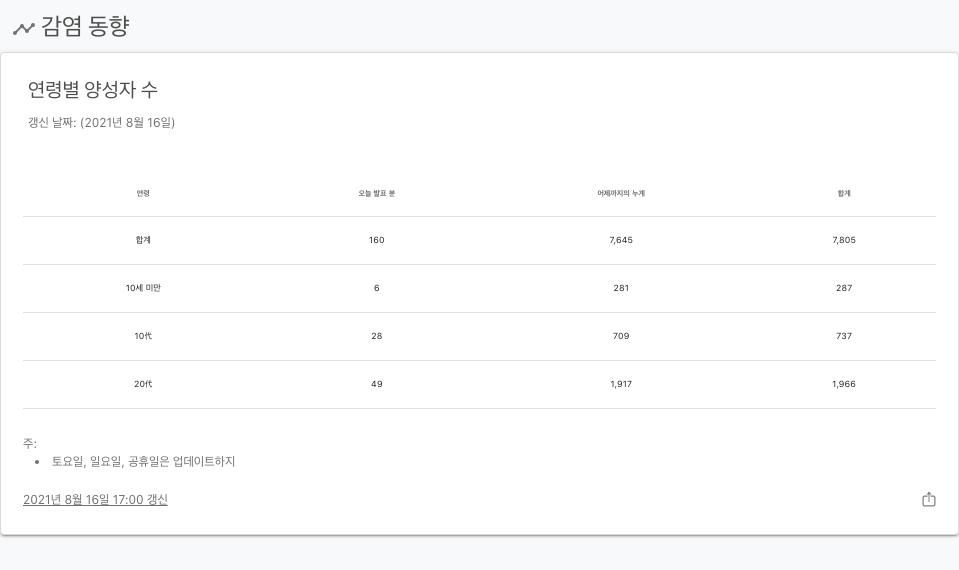 감염 동향
연령별 양성자 수
갱신 날짜: (2021년 8월 16일)
연령 오늘 발표 분 어제까지의 누계 합계
합계 160 7,645 7,805
10세 미만 6 281 287
10代 28 709 737
20代 49 1,917 1,966
주:
• 토요일, 일요일, 공휴일은 업데이트하지
2021년 8월 16일 17:00 갱신